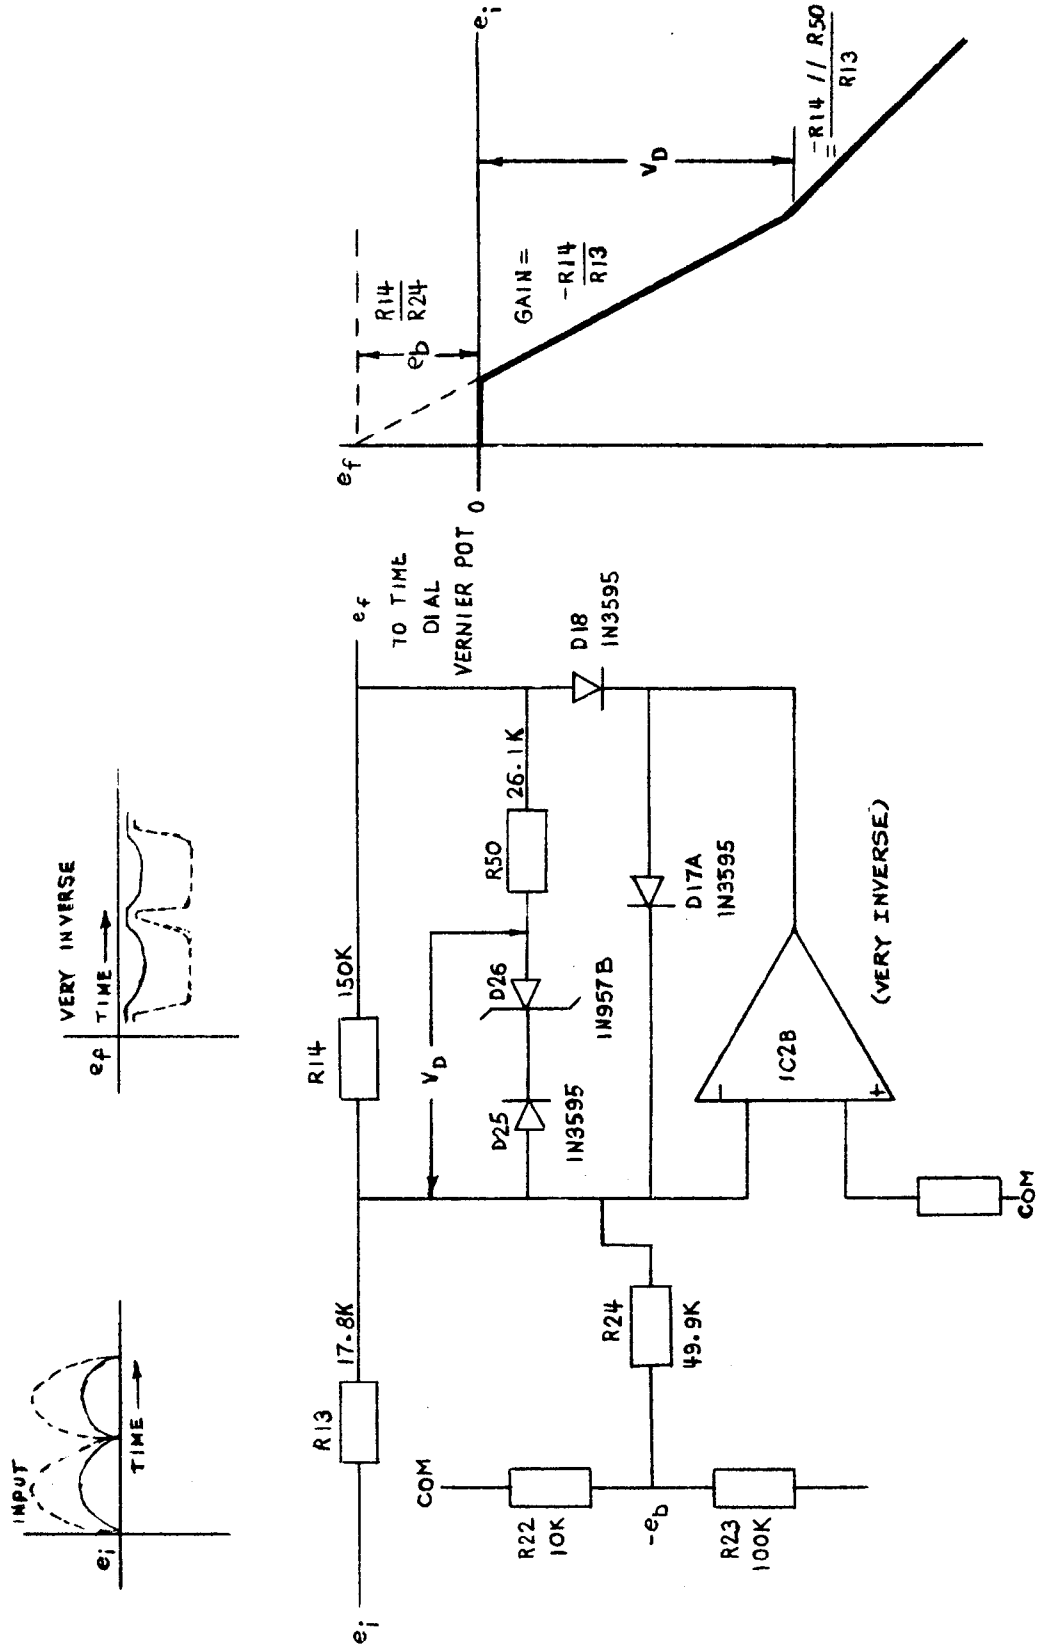 INPUT
e_i
TIME
VERY INVERSE
e_f
TIME
e_i
R13
17.8K
R14
150K
e_f
TO TIME
DIAL
VERNIER POT
V_D
D25
1N3595
D26
1N957B
R50
26.1K
D18
1N3595
D17A
1N3595
COM
R22
10K
-e_b
R23
100K
R24
49.9K
-
+
IC2B
(VERY INVERSE)
COM
e_f
0
e_i
e_b
R14
R24
GAIN =
-R14
R13
V_D
= -R14 // R50
R13